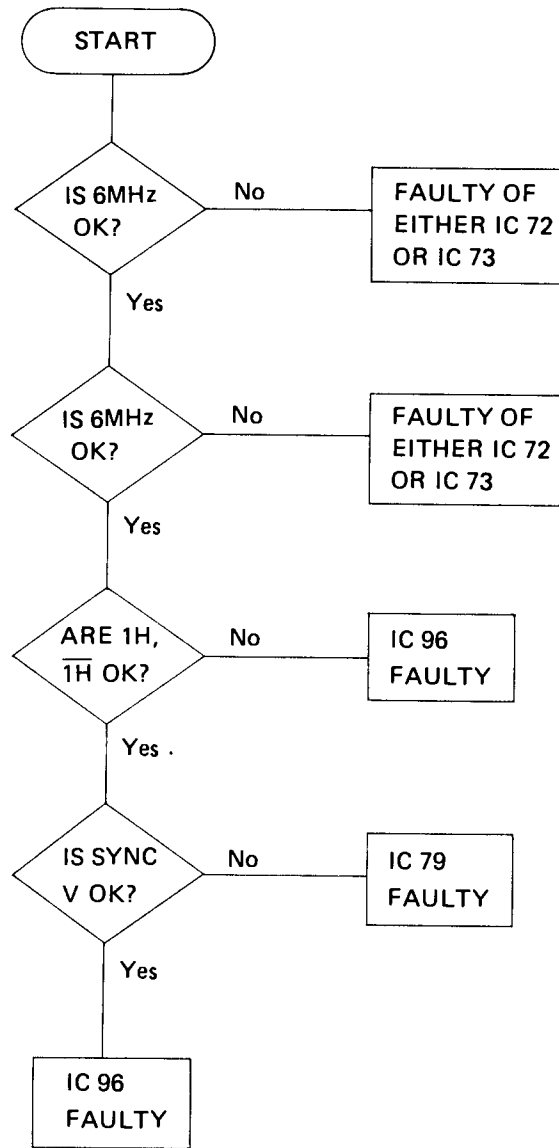 START
IS 6MHz
OK?
No
FAULTY OF
EITHER IC 72
OR IC 73
Yes
IS 6MHz
OK?
No
FAULTY OF
EITHER IC 72
OR IC 73
Yes
ARE 1H,
1H̅ OK?
No
IC 96
FAULTY
Yes .
IS SYNC
V OK?
No
IC 79
FAULTY
Yes
IC 96
FAULTY